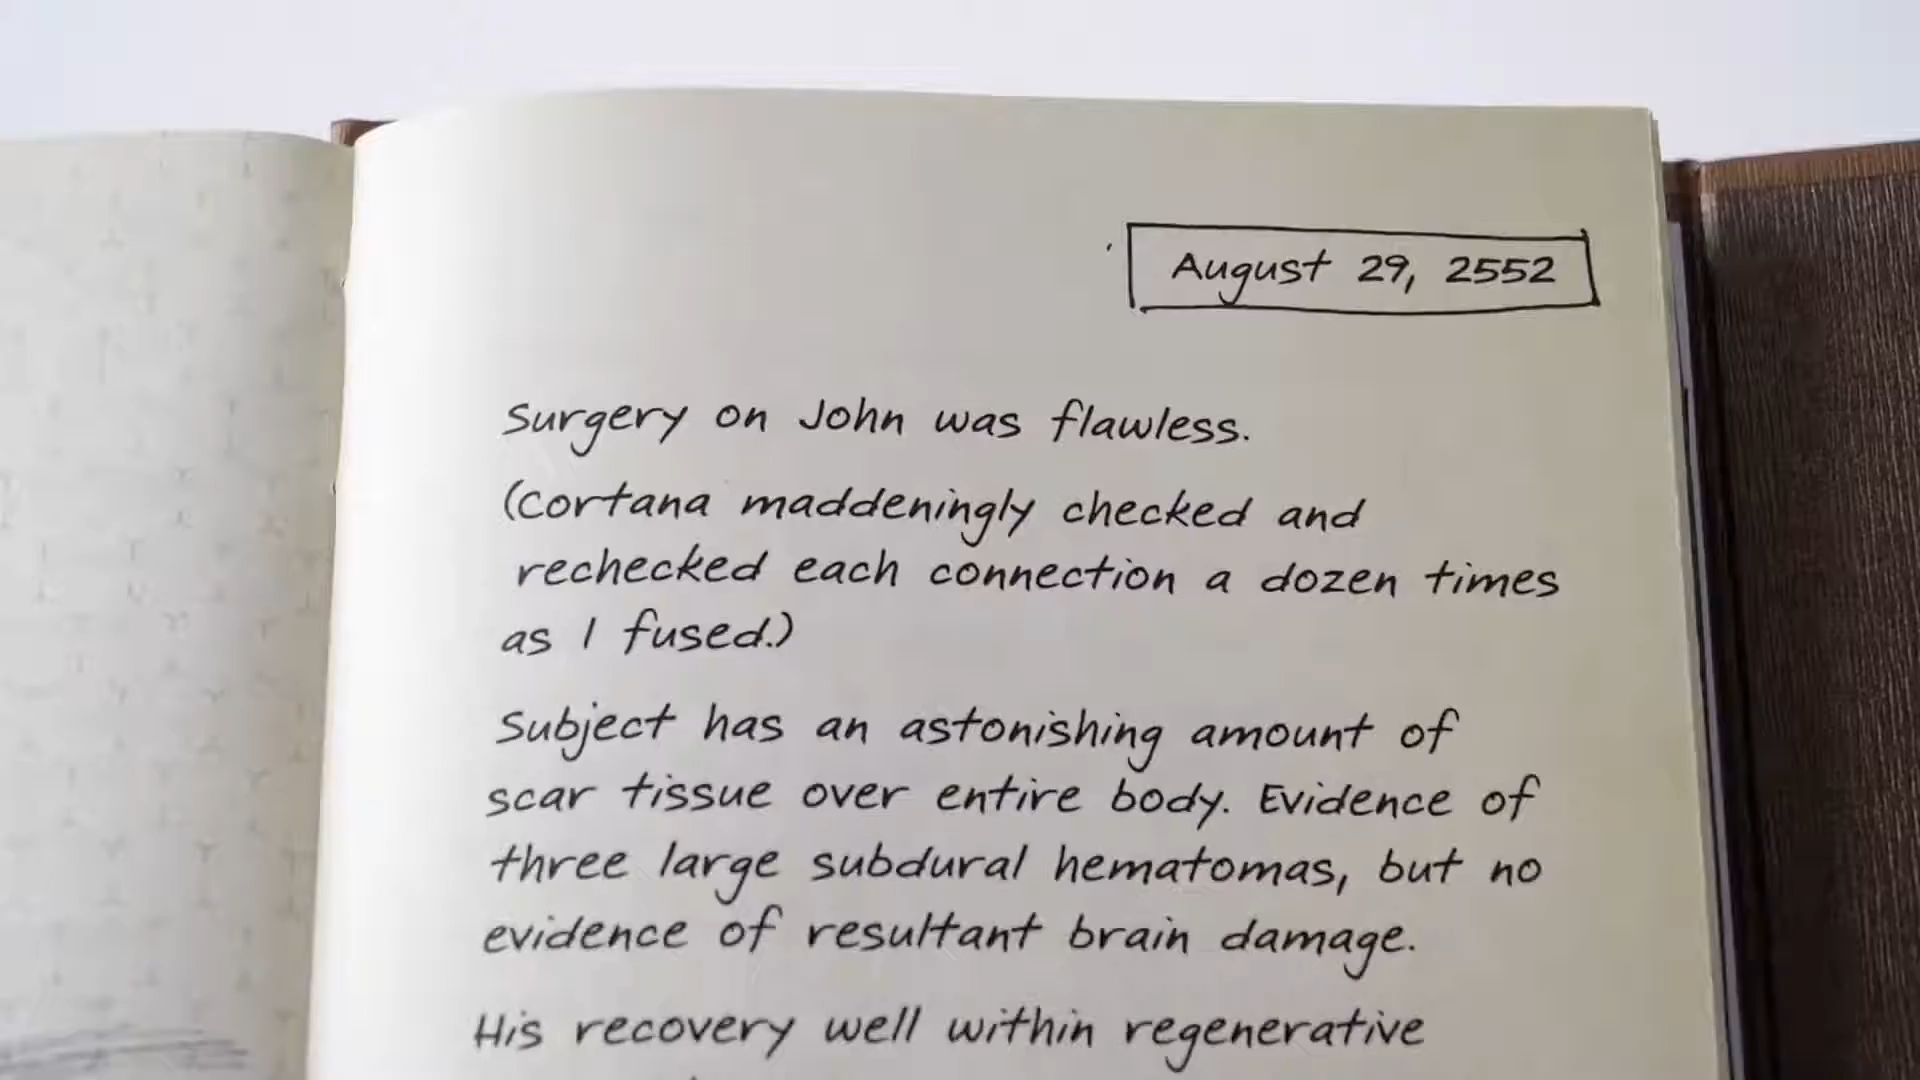 August 29, 2552
Surgery on John was flawless.
(Cortana maddeningly checked and
rechecked each connection a dozen times
as I fused.)
Subject has an astonishing amount of
scar tissue over entire body. Evidence of
three large subdural hematomas, but no
evidence of resultant brain damage.
His recovery well within regenerative